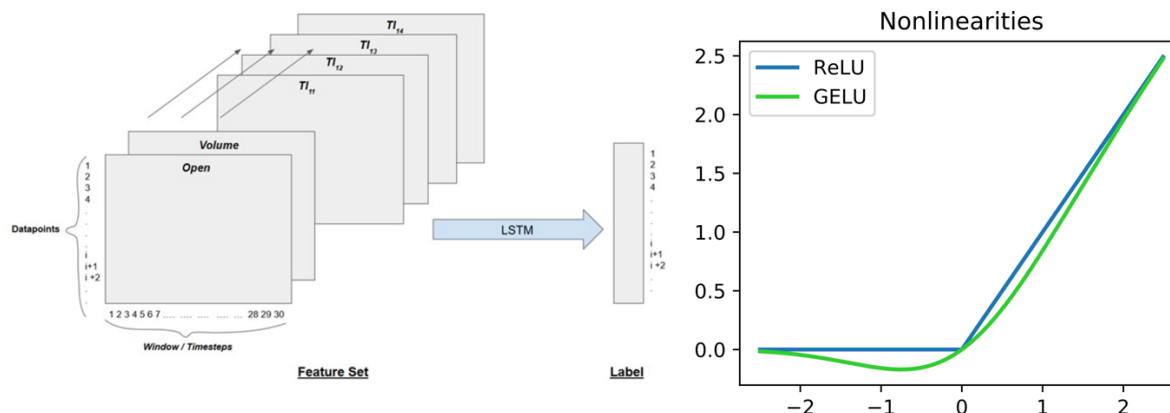 TI14
TI13
TI12
TI11
Volume
Open
1
2
3
4
.
.
.
.
i
i+1
i +2
.
.
Datapoints
1 2 3 4 5 6 7 .... .... .... .... ... 28 29 30
Window / Timesteps
Feature Set
LSTM
1
2
3
4
.
.
.
.
i
i+1
i +2
.
.
Label
Nonlinearities
ReLU
GELU
2.5
2.0
1.5
1.0
0.5
0.0
−2 −1 0 1 2